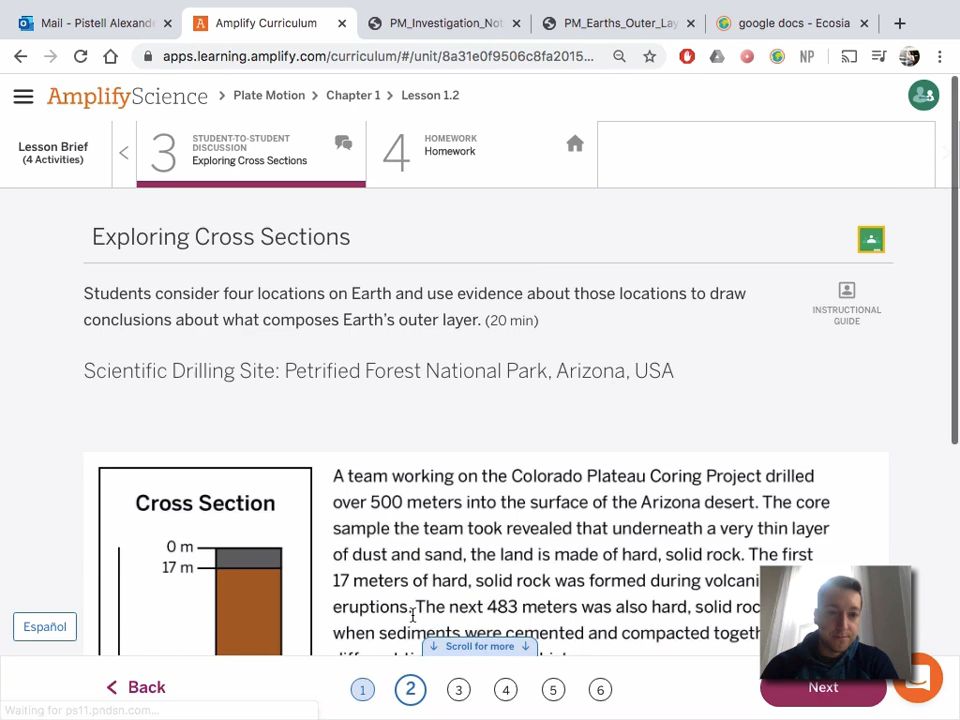 Mail - Pistell Alexand
Amplify Curriculum
PM_Investigation_No
PM_Earths_Outer_La
google docs - Ecosia
apps.learning.amplify.com/curriculum/#/unit/8a31e0f9506c8fa2015...
NP
AmplifyScience > Plate Motion > Chapter 1 > Lesson 1.2
Lesson Brief
(4 Activities)
3
STUDENT-TO-STUDENT
DISCUSSION
Exploring Cross Sections
4
HOMEWORK
Homework
Exploring Cross Sections
Students consider four locations on Earth and use evidence about those locations to draw
conclusions about what composes Earth's outer layer. (20 min)
INSTRUCTIONAL
GUIDE
Scientific Drilling Site: Petrified Forest National Park, Arizona, USA
Cross Section
0 m
17 m
A team working on the Colorado Plateau Coring Project drilled
over 500 meters into the surface of the Arizona desert. The core
sample the team took revealed that underneath a very thin layer
of dust and sand, the land is made of hard, solid rock. The first
17 meters of hard, solid rock was formed during volcani
eruptions. The next 483 meters was also hard, solid roc
when sediments were cemented and compacted togeth
Español
Scroll for more
Back
1 2 3 4 5 6
Next
Waiting for ps11.pndsn.com...